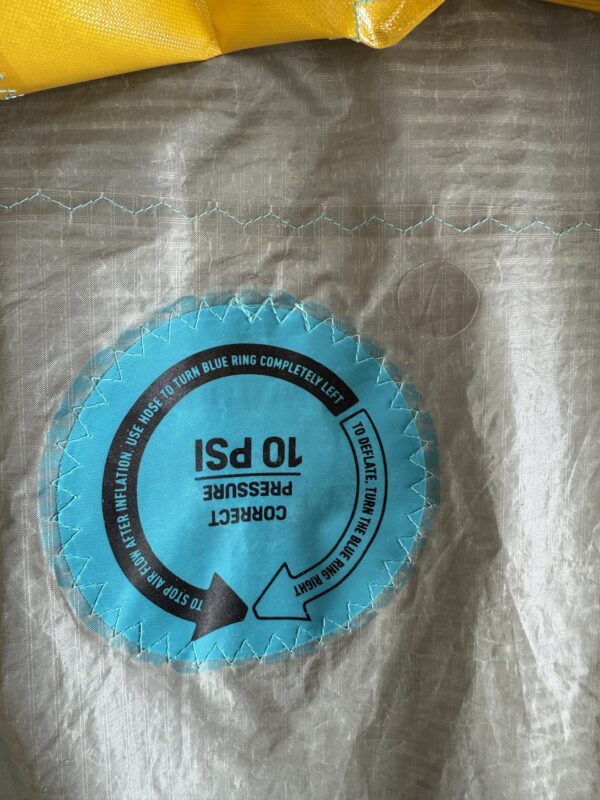 CORRECT
PRESSURE
10 PSI
TO STOP AIR FLOW AFTER INFLATION, USE HOSE TO TURN BLUE RING COMPLETELY LEFT
TO DEFLATE, TURN THE BLUE RING RIGHT